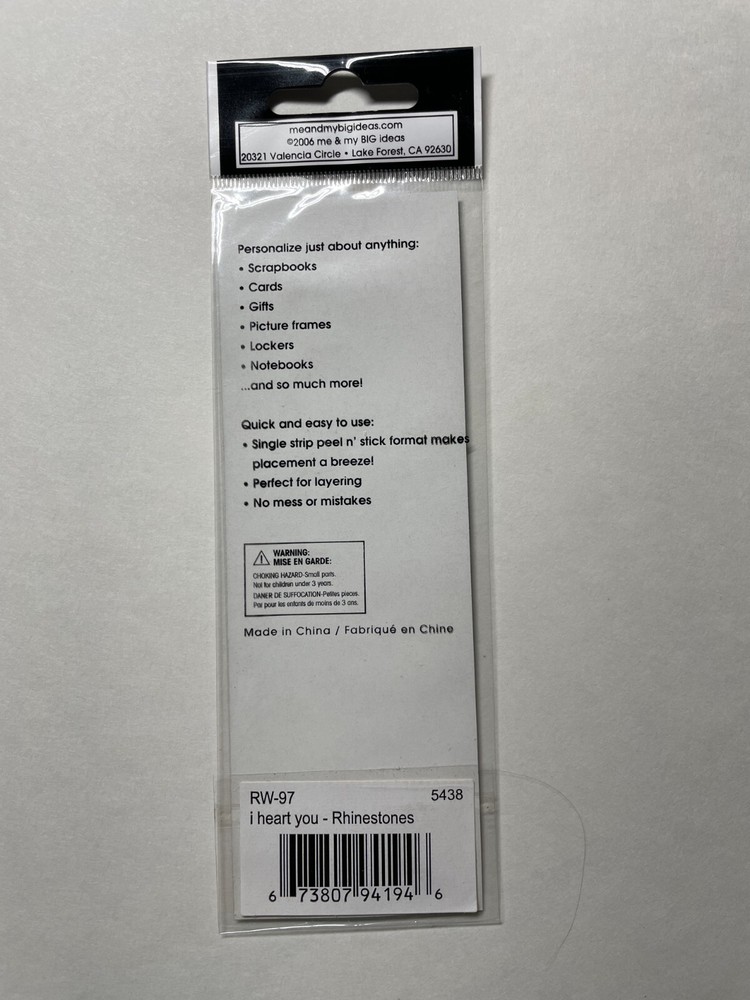 meandmybigideas.com
©2006 me & my BIG ideas
20321 Valencia Circle • Lake Forest, CA 92630
Personalize just about anything:
• Scrapbooks
• Cards
• Gifts
• Picture frames
• Lockers
• Notebooks
...and so much more!
Quick and easy to use:
• Single strip peel n' stick format makes
placement a breeze!
• Perfect for layering
• No mess or mistakes
WARNING:
MISE EN GARDE:
CHOKING HAZARD-Small parts.
Not for children under 3 years.
DANER DE SUFFOCATION-Petites pieces.
Par pour les enfants de moins de 3 ans.
Made in China / Fabriqué en Chine
RW-97 5438
i heart you - Rhinestones
6 73807 94194 6